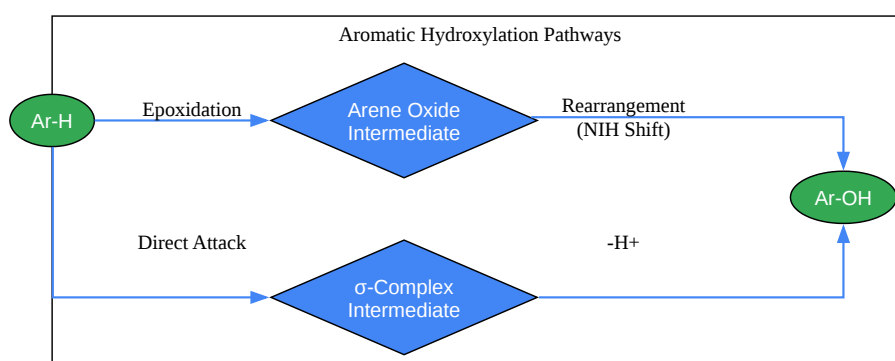 Aromatic Hydroxylation Pathways
Ar-H
Epoxidation
Arene Oxide
Intermediate
Rearrangement
(NIH Shift)
Ar-OH
Direct Attack
σ-Complex
Intermediate
-H+